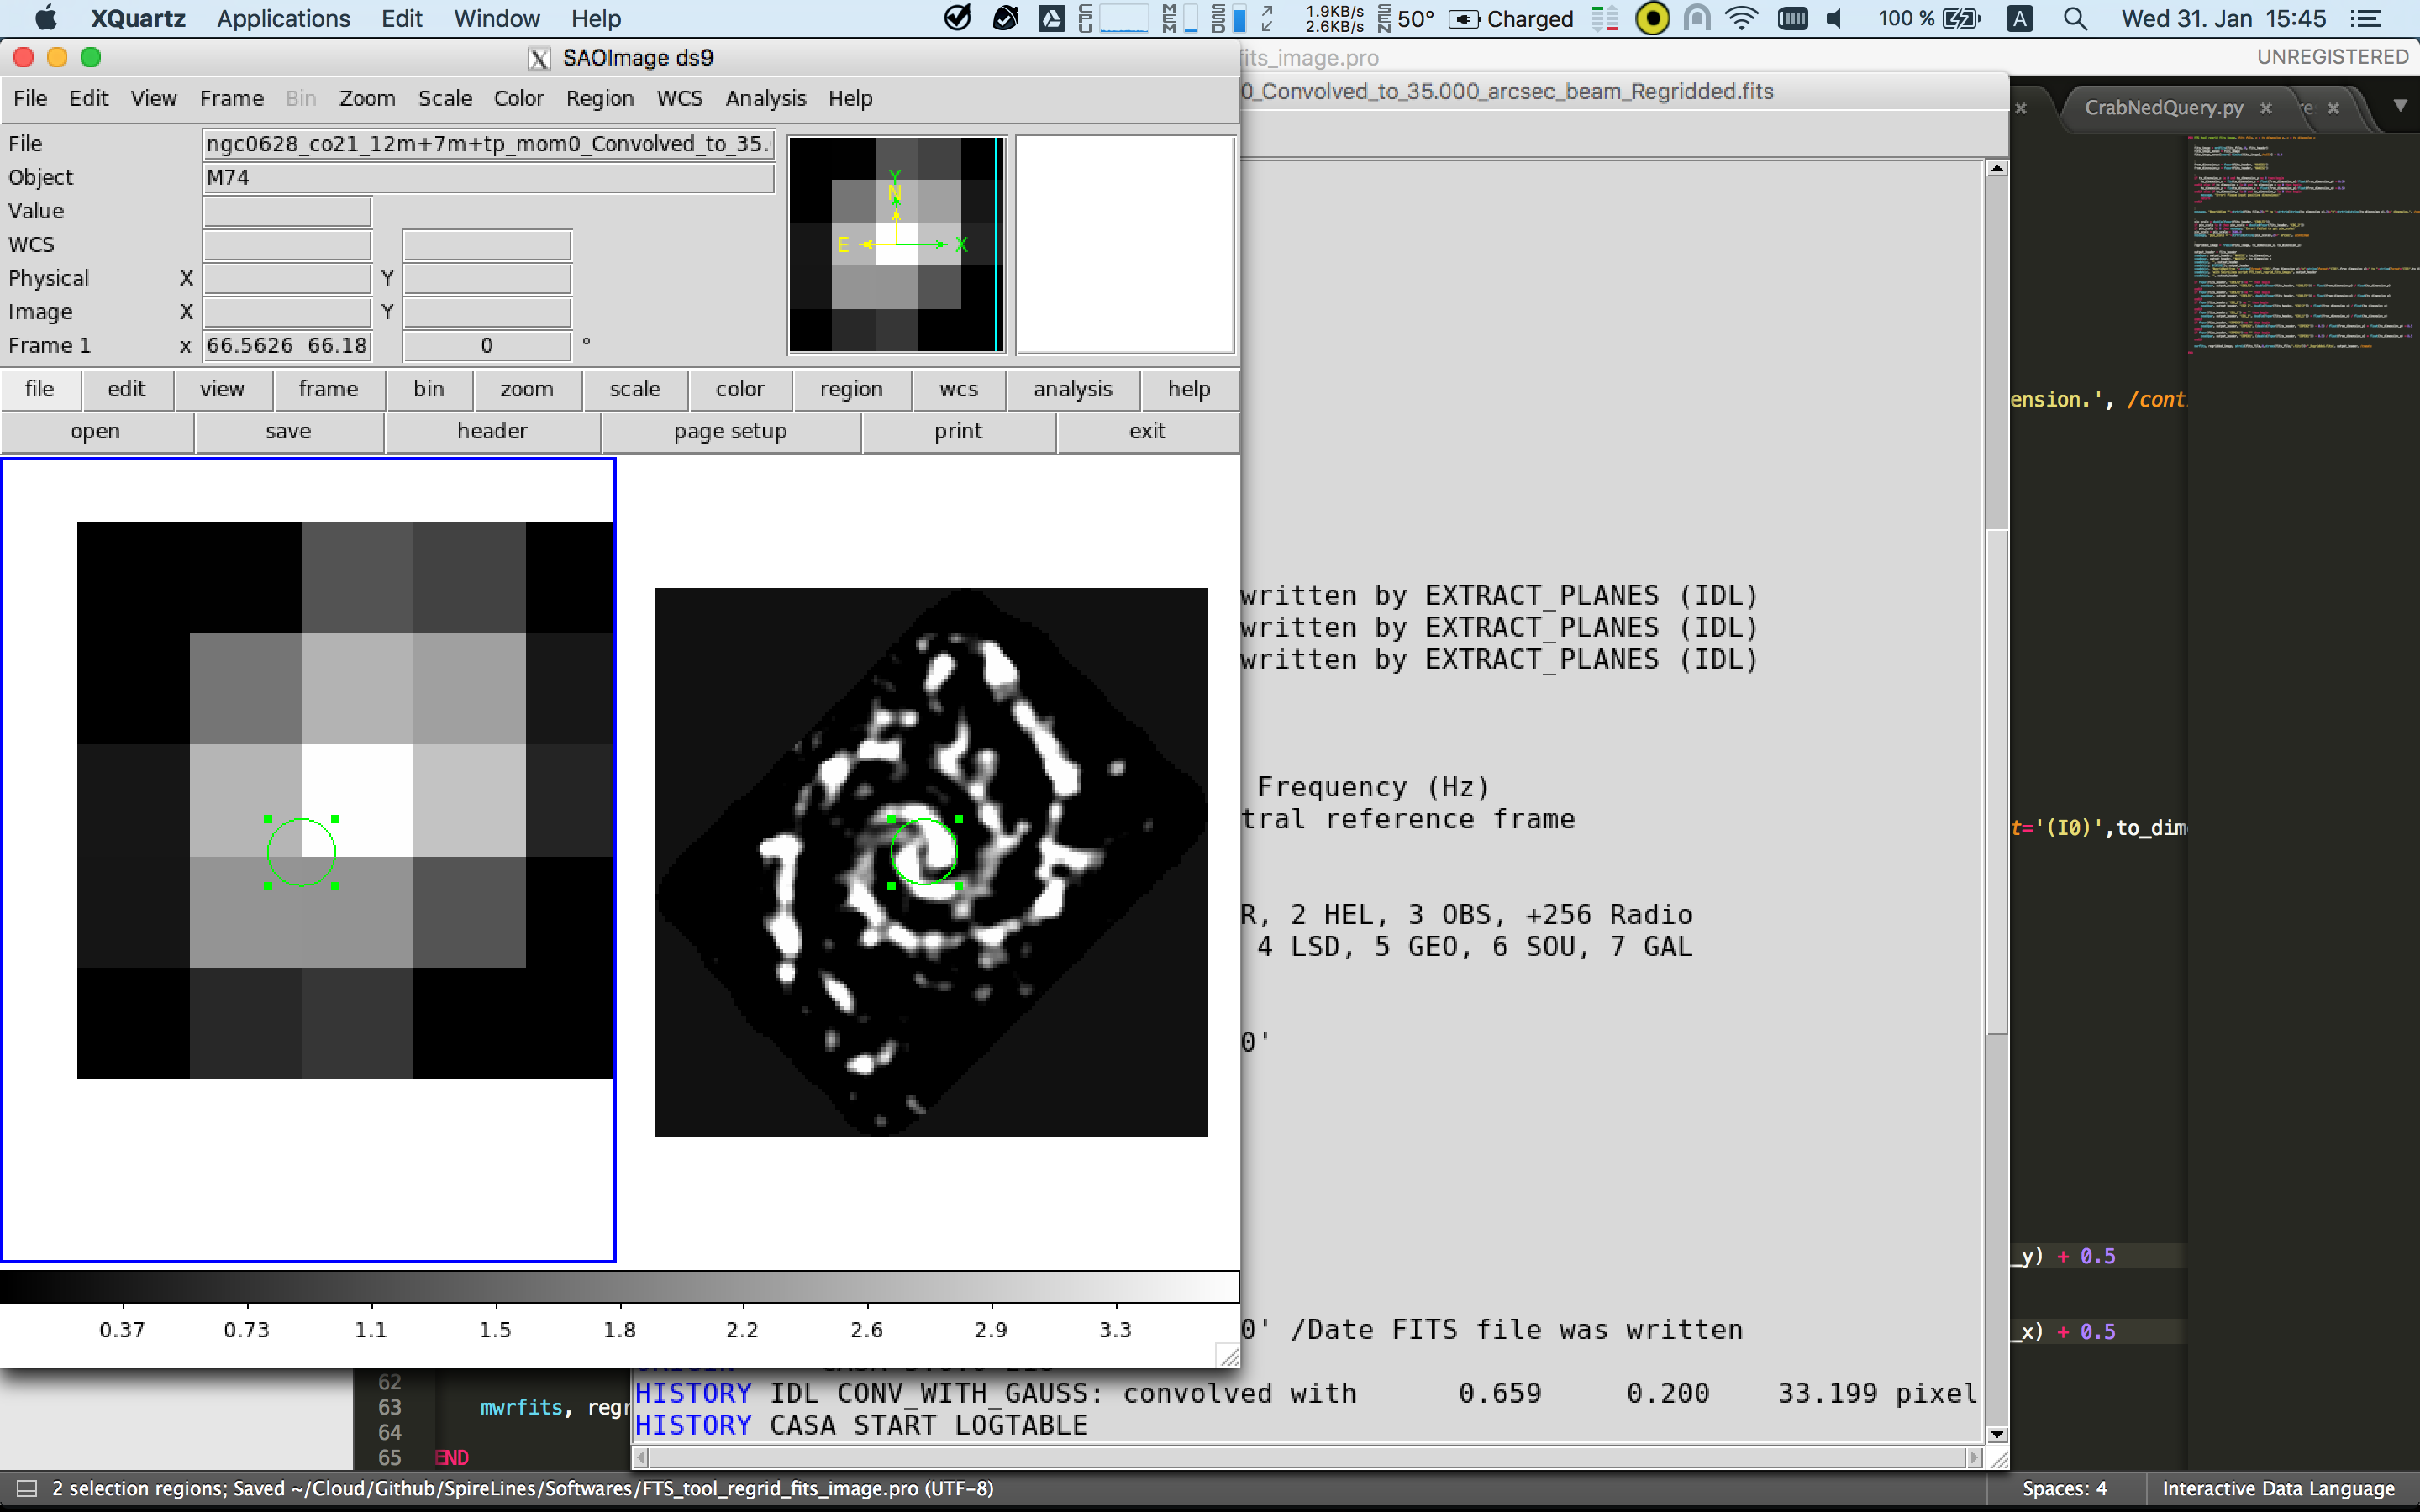 XQuartz Applications Edit Window Help
CPU MEM SSD 1.9KB/s 2.6KB/s SEN 50° Charged 100 % A Wed 31. Jan 15:45
SAOImage ds9
fits_image.pro
UNREGISTERED
File Edit View Frame Bin Zoom Scale Color Region WCS Analysis Help
0_Convolved_to_35.000_arcsec_beam_Regridded.fits
CrabNedQuery.py
File ngc0628_co21_12m+7m+tp_mom0_Convolved_to_35.
Object M74
Value
WCS
Physical X Y
Image X Y
Frame 1 x 66.5626 66.18 0 °
Y
N
E X
file edit view frame bin zoom scale color region wcs analysis help
open save header page setup print exit
ension.', /cont
written by EXTRACT_PLANES (IDL)
written by EXTRACT_PLANES (IDL)
written by EXTRACT_PLANES (IDL)
Frequency (Hz)
tral reference frame
t='(I0)',to_dim
R, 2 HEL, 3 OBS, +256 Radio
4 LSD, 5 GEO, 6 SOU, 7 GAL
0'
_y) + 0.5
0.37 0.73 1.1 1.5 1.8 2.2 2.6 2.9 3.3
0' /Date FITS file was written
_x) + 0.5
62
63 mwrfits, regr
64
65 END
HISTORY IDL CONV_WITH_GAUSS: convolved with 0.659 0.200 33.199 pixel
HISTORY CASA START LOGTABLE
2 selection regions; Saved ~/Cloud/Github/SpireLines/Softwares/FTS_tool_regrid_fits_image.pro (UTF-8)
Spaces: 4 Interactive Data Language